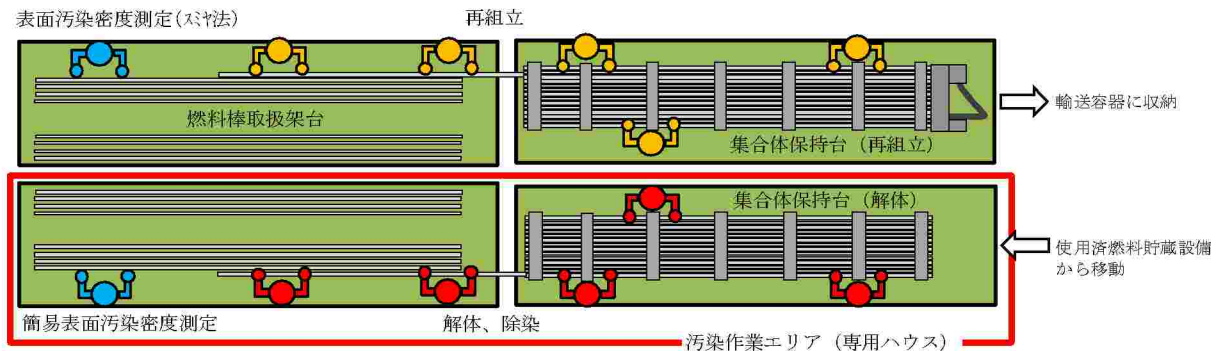 表面汚染密度測定(スミヤ法)
再組立
燃料棒取扱架台
集合体保持台(再組立)
輸送容器に収納
集合体保持台(解体)
使用済燃料貯蔵設備
から移動
簡易表面汚染密度測定
解体、除染
汚染作業エリア(専用ハウス)